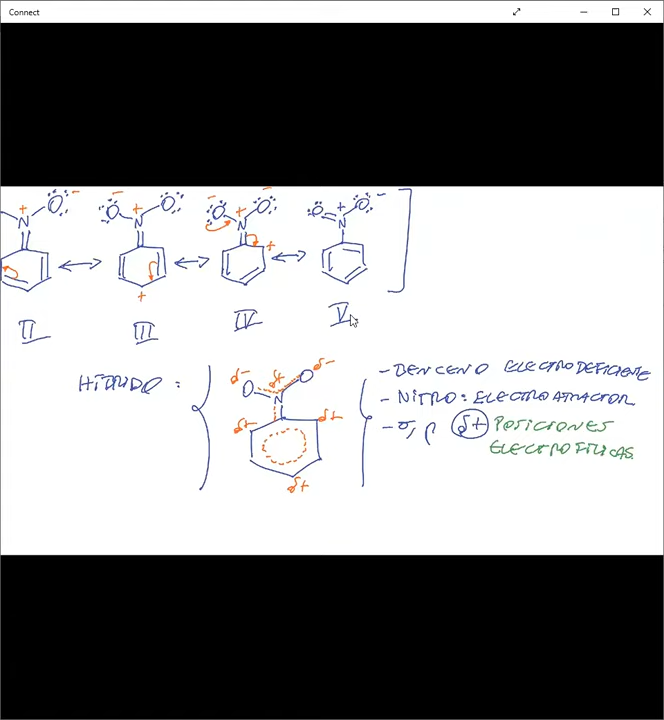 Connect
II III IV V
HÍBRIDO :
- BENCENO ELECTRODEFICIENTE
- NITRO: ELECTROATRACTOR
- o, p δ+ POSICIONES
ELECTROFÍLICAS.
δ- δ+ δ-
O N O
δ+ δ+
δ+